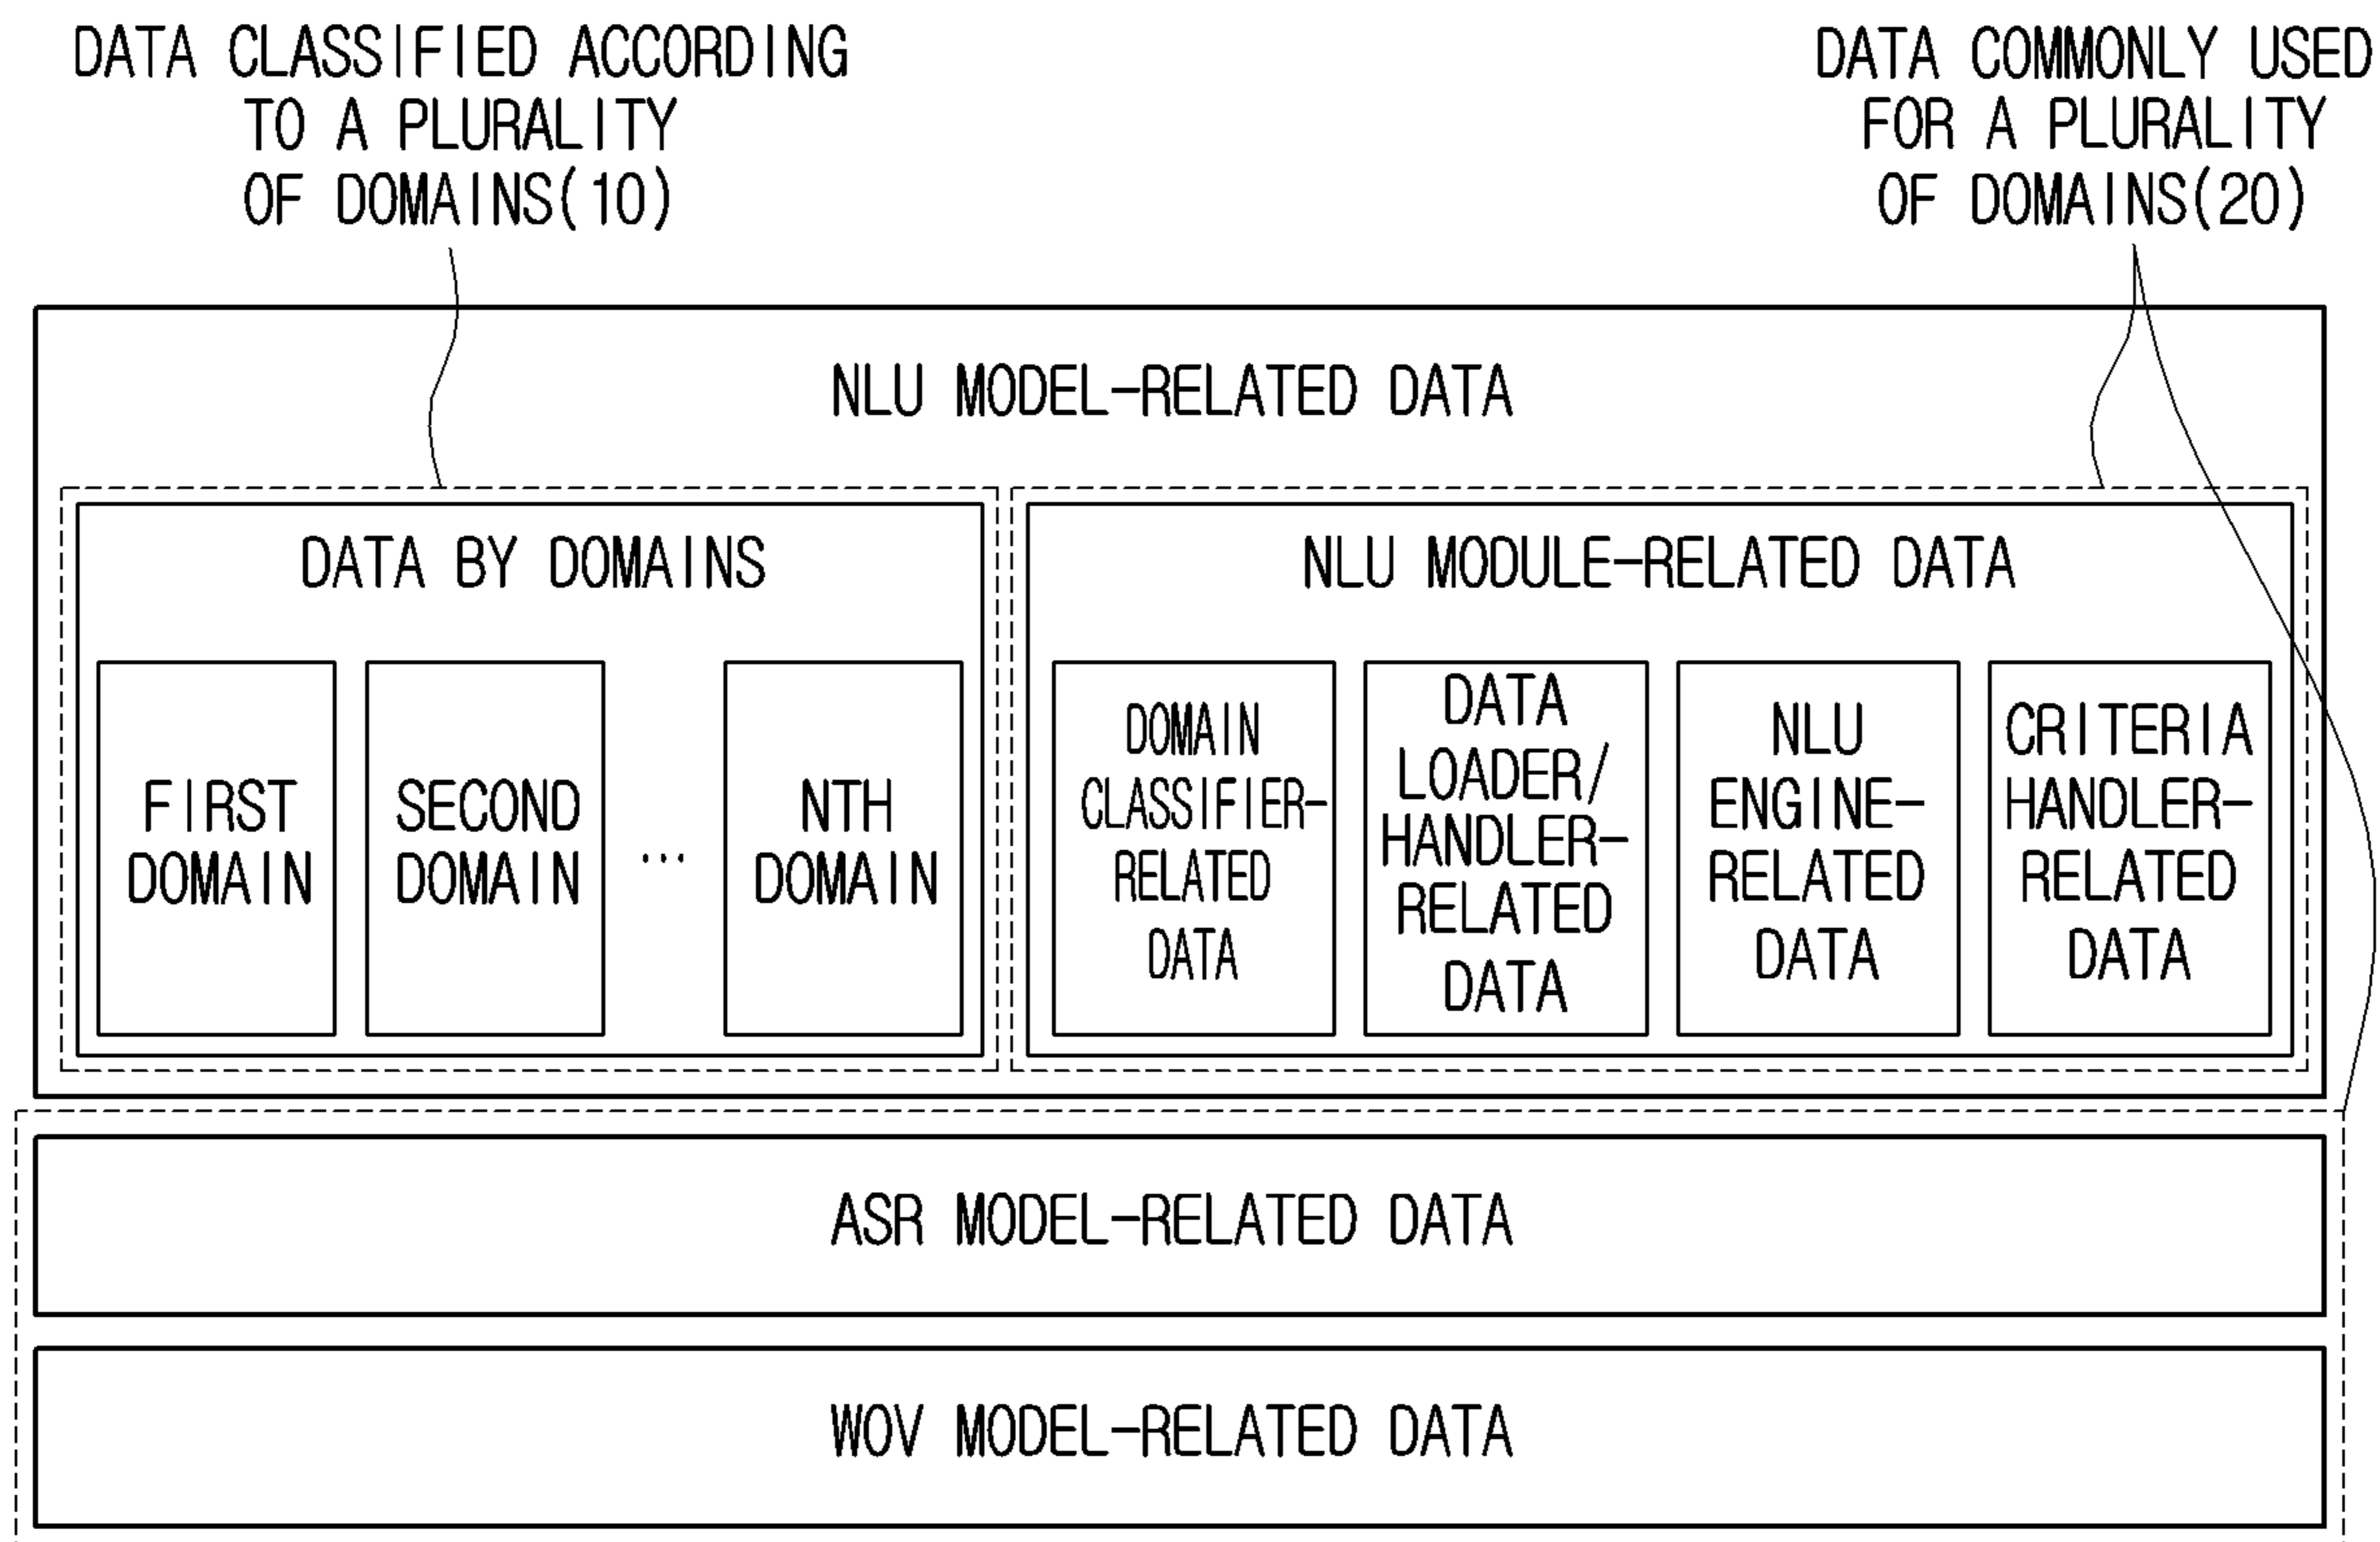 DATA CLASSIFIED ACCORDING
TO A PLURALITY
OF DOMAINS(10)
DATA COMMONLY USED
FOR A PLURALITY
OF DOMAINS(20)
NLU MODEL-RELATED DATA
DATA BY DOMAINS
FIRST
DOMAIN
SECOND
DOMAIN
...
NTH
DOMAIN
NLU MODULE-RELATED DATA
DOMAIN
CLASSIFIER-
RELATED
DATA
DATA
LOADER/
HANDLER-
RELATED
DATA
NLU
ENGINE-
RELATED
DATA
CRITERIA
HANDLER-
RELATED
DATA
ASR MODEL-RELATED DATA
WOV MODEL-RELATED DATA